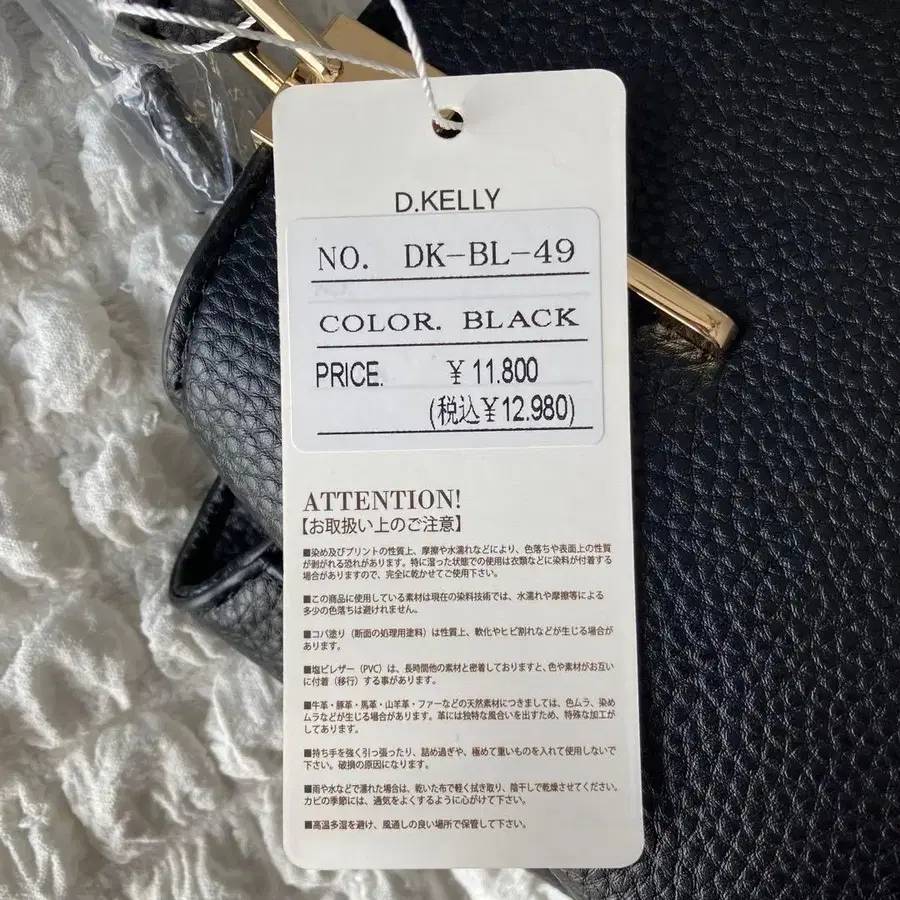 D.KELLY
NO. DK-BL-49
COLOR. BLACK
PRICE. ¥11.800
(税込¥12.980)
ATTENTION!
【お取扱い上のご注意】
■染め及びプリントの性質上、摩擦や水濡れなどにより、色落ちや表面上の性質
が剥がれる恐れがあります。特に湿った状態での使用は衣類などに染料が付着する
場合がありますので、完全に乾かせてご使用下さい。
■この商品に使用している素材は現在の染料技術では、水濡れや摩擦等による
多少の色落ちは避けれません。
■コバ塗り（断面の処理用塗料）は性質上、軟化やヒビ割れなどが生じる場合が
あります。
■塩ビレザー（PVC）は、長時間他の素材と密着しておりますと、色や素材がお互い
に付着（移行）する事があります。
■牛革・豚革・馬革・山羊革・ファーなどの天然素材につきましては、色ムラ、染め
ムラなどが生じる場合があります。革には独特な風合いを出すため、特殊な加工が
してあります。
■持ち手を強く引っ張ったり、詰め過ぎや、極めて重いものを入れて使用しないで
下さい。破損の原因になります。
■雨や水などで濡れた場合は、乾いた布で軽く拭き取り、陰干しで乾燥させてください。
カビの季節には、通気をよくするように心がけて下さい。
■高温多湿を避け、風通しの良い場所で保管して下さい。